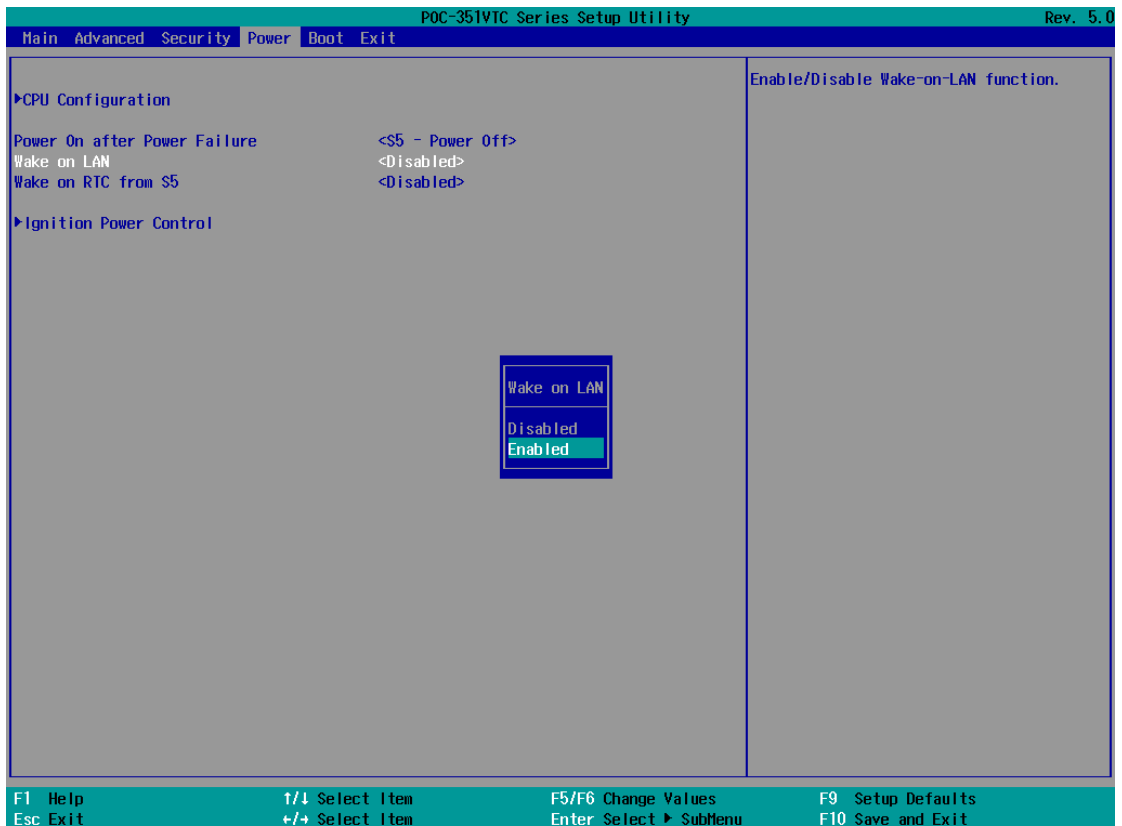 POC-351VTC Series Setup Utility Rev. 5.0
Main Advanced Security Power Boot Exit
Enable/Disable Wake-on-LAN function.
▶CPU Configuration
Power On after Power Failure <S5 - Power Off>
Wake on LAN <Disabled>
Wake on RTC from S5 <Disabled>
▶Ignition Power Control
Wake on LAN
Disabled
Enabled
F1 Help ↑/↓ Select Item F5/F6 Change Values F9 Setup Defaults
Esc Exit ←/→ Select Item Enter Select ▶ SubMenu F10 Save and Exit